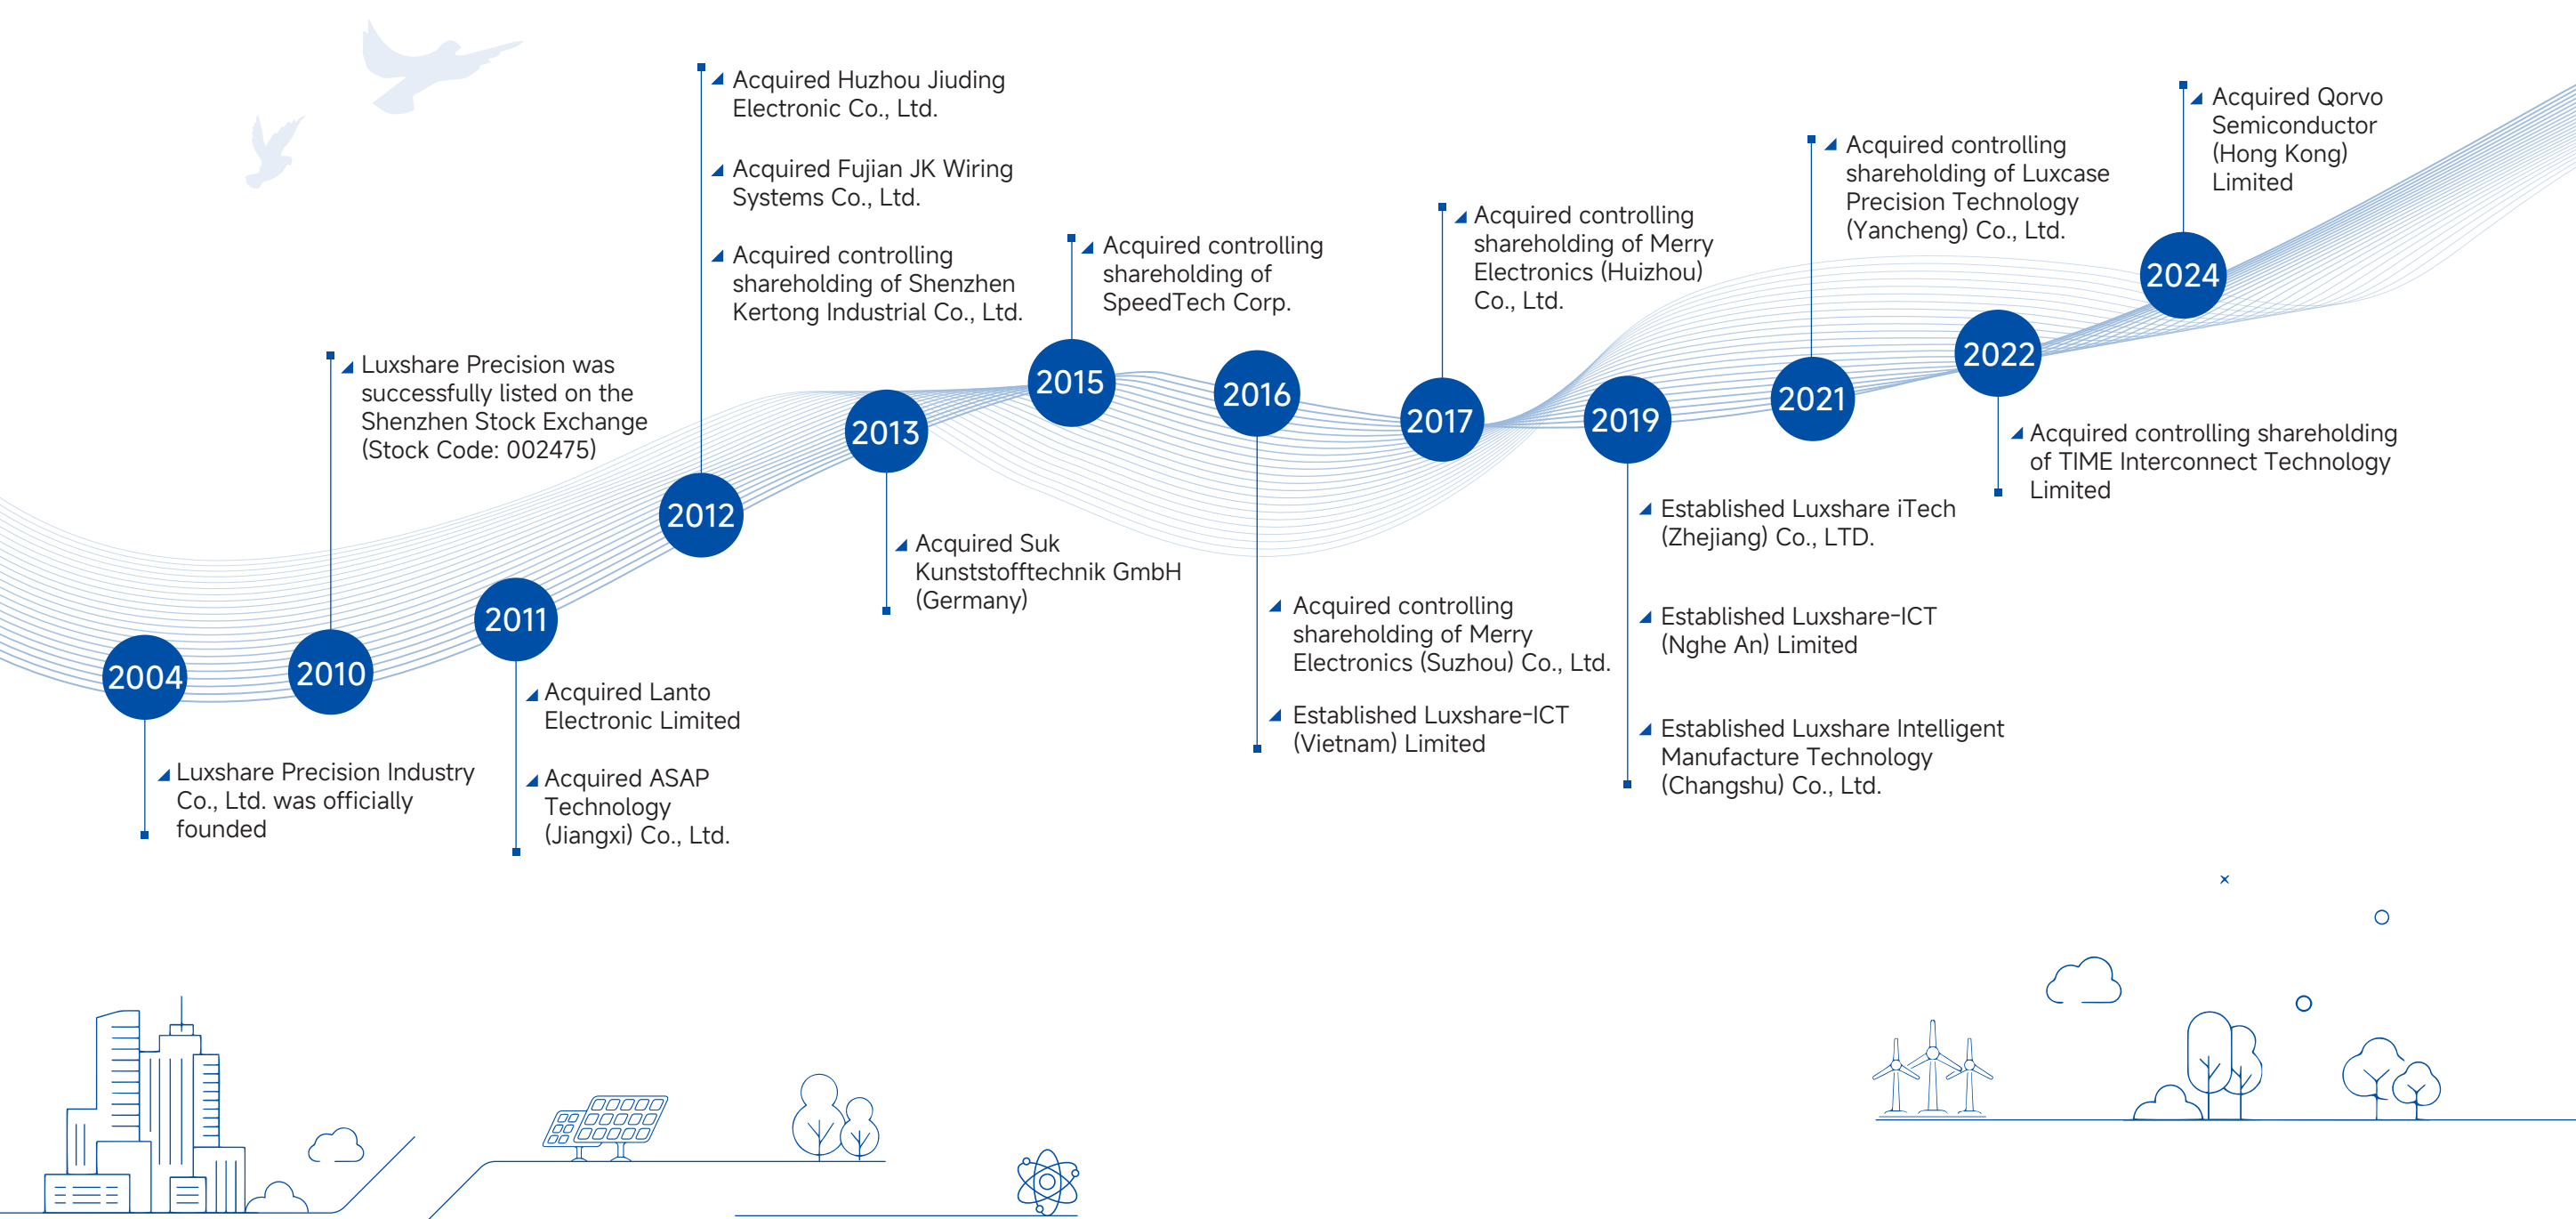 2004
Luxshare Precision Industry
Co., Ltd. was officially
founded
2010
Luxshare Precision was
successfully listed on the
Shenzhen Stock Exchange
(Stock Code: 002475)
2011
Acquired Lanto
Electronic Limited
Acquired ASAP
Technology
(Jiangxi) Co., Ltd.
2012
Acquired Huzhou Jiuding
Electronic Co., Ltd.
Acquired Fujian JK Wiring
Systems Co., Ltd.
Acquired controlling
shareholding of Shenzhen
Kertong Industrial Co., Ltd.
2013
Acquired Suk
Kunststofftechnik GmbH
(Germany)
2015
Acquired controlling
shareholding of
SpeedTech Corp.
2016
Acquired controlling
shareholding of Merry
Electronics (Suzhou) Co., Ltd.
Established Luxshare-ICT
(Vietnam) Limited
2017
Acquired controlling
shareholding of Merry
Electronics (Huizhou)
Co., Ltd.
2019
Established Luxshare iTech
(Zhejiang) Co., LTD.
Established Luxshare-ICT
(Nghe An) Limited
Established Luxshare Intelligent
Manufacture Technology
(Changshu) Co., Ltd.
2021
Acquired controlling
shareholding of Luxcase
Precision Technology
(Yancheng) Co., Ltd.
2022
Acquired controlling shareholding
of TIME Interconnect Technology
Limited
2024
Acquired Qorvo
Semiconductor
(Hong Kong)
Limited